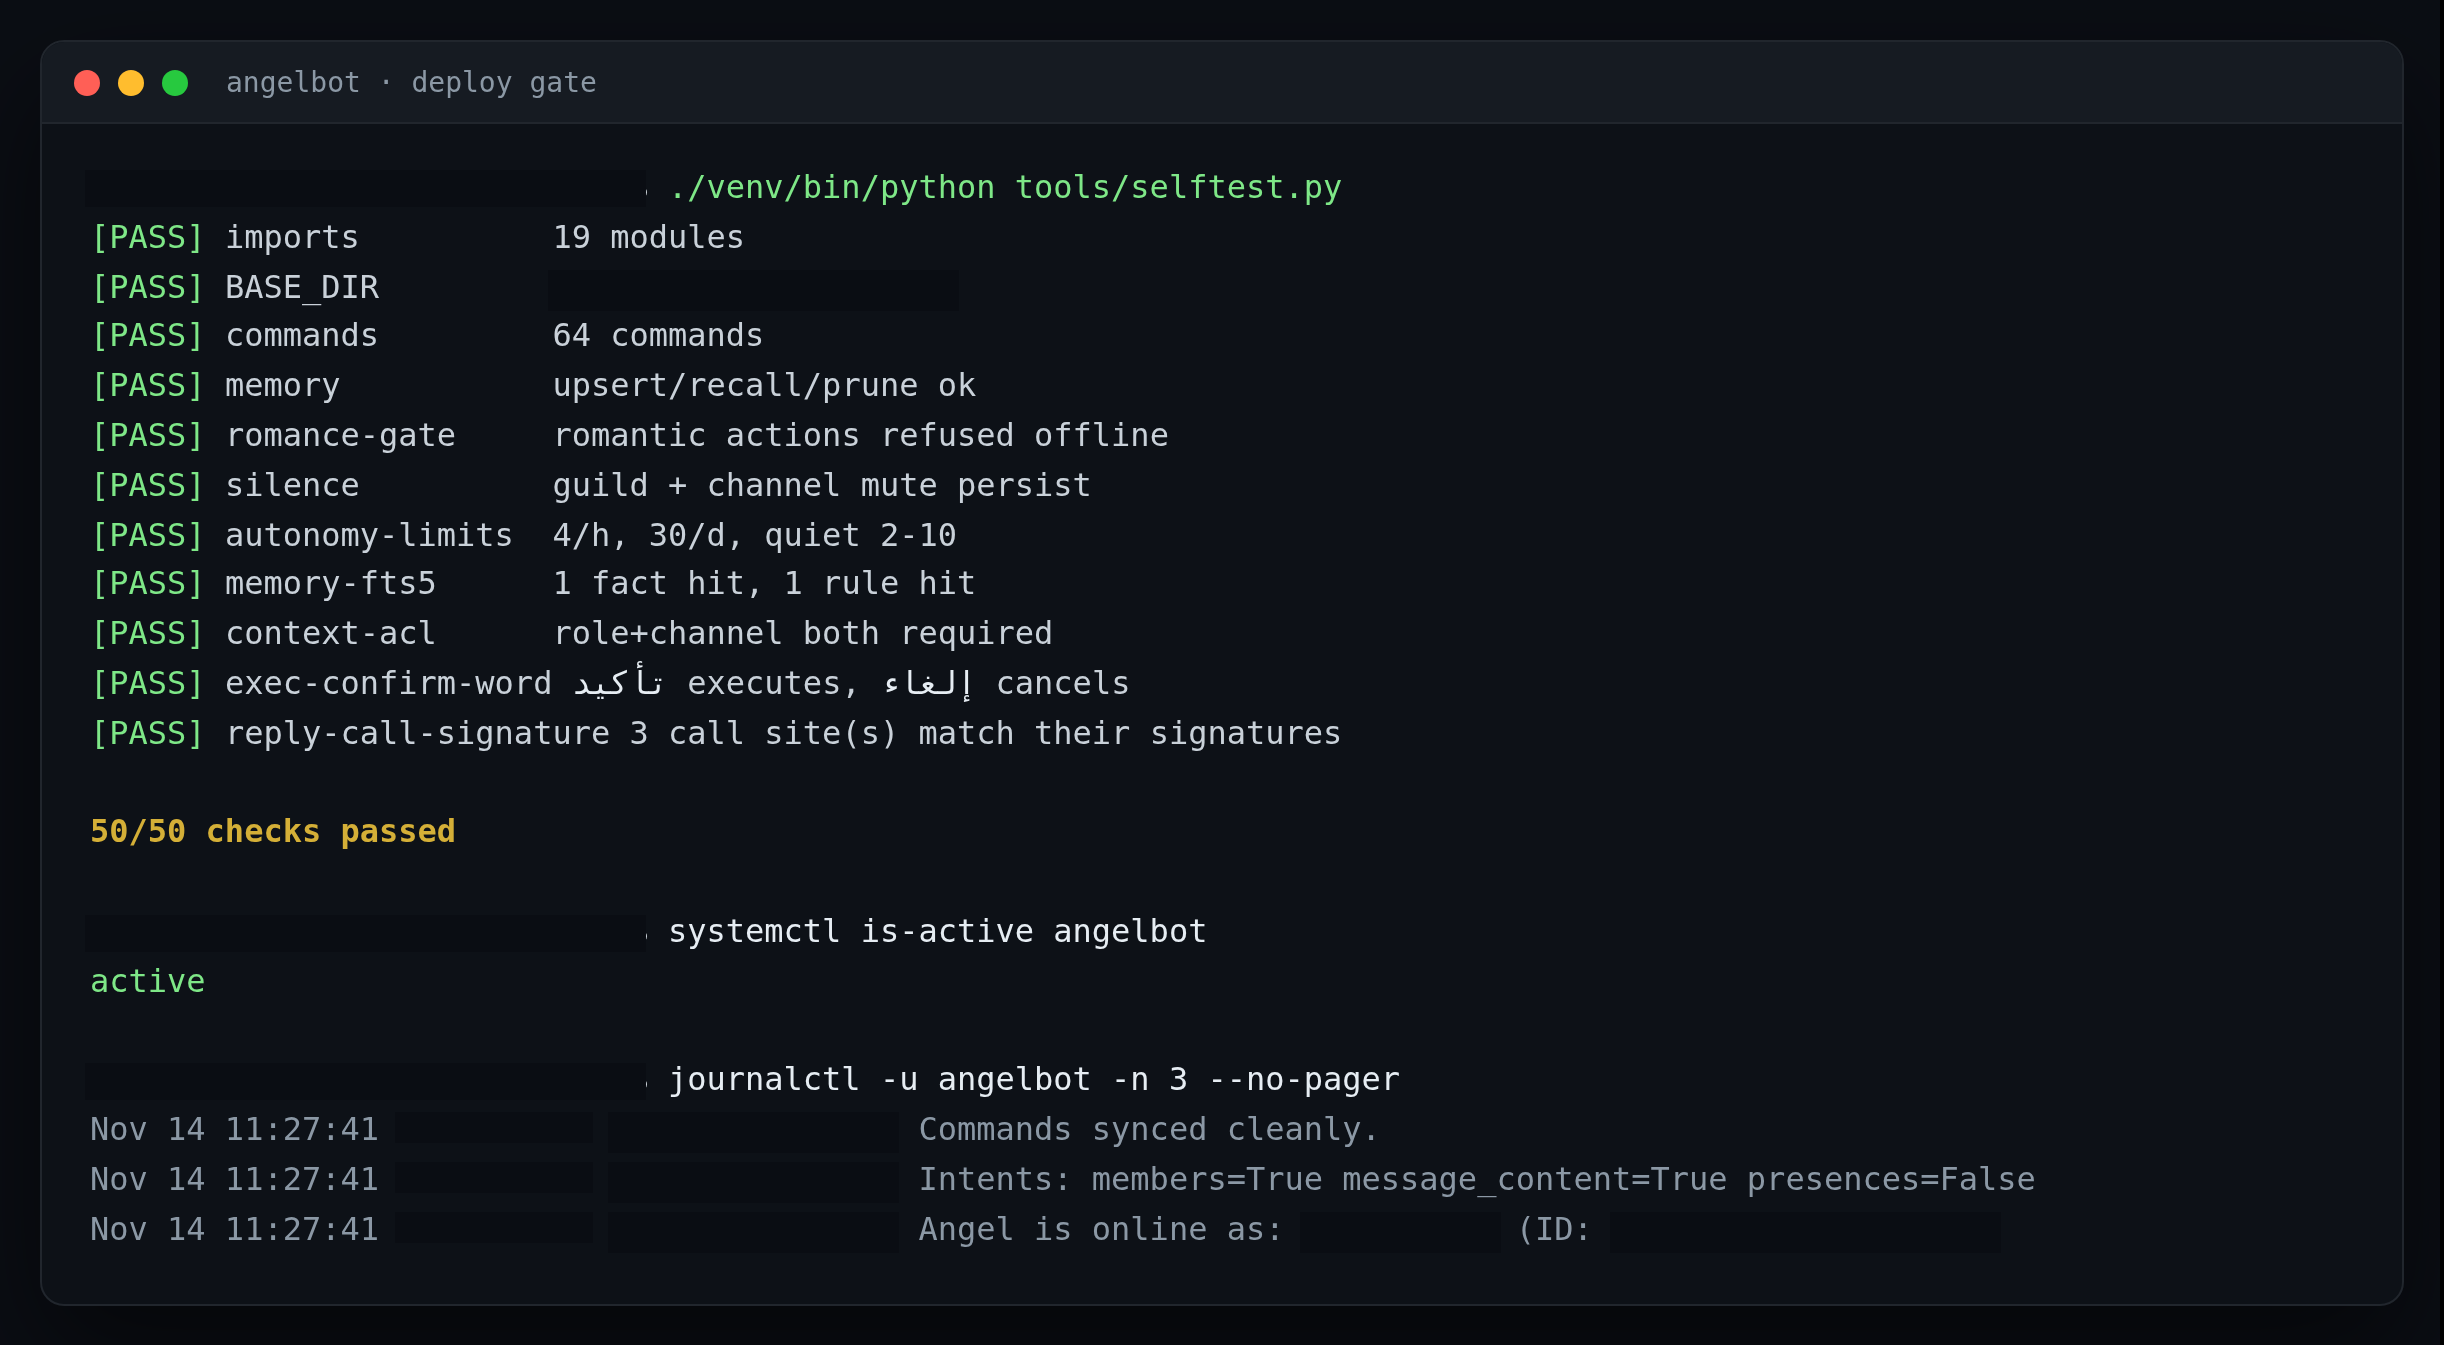 angelbot · deploy gate
./venv/bin/python tools/selftest.py
[PASS] imports 19 modules
[PASS] BASE_DIR
[PASS] commands 64 commands
[PASS] memory upsert/recall/prune ok
[PASS] romance-gate romantic actions refused offline
[PASS] silence guild + channel mute persist
[PASS] autonomy-limits 4/h, 30/d, quiet 2-10
[PASS] memory-fts5 1 fact hit, 1 rule hit
[PASS] context-acl role+channel both required
[PASS] exec-confirm-word تأكيد executes, إلغاء cancels
[PASS] reply-call-signature 3 call site(s) match their signatures
50/50 checks passed
systemctl is-active angelbot
active
journalctl -u angelbot -n 3 --no-pager
Nov 14 11:27:41 Commands synced cleanly.
Nov 14 11:27:41 Intents: members=True message_content=True presences=False
Nov 14 11:27:41 Angel is online as: (ID: